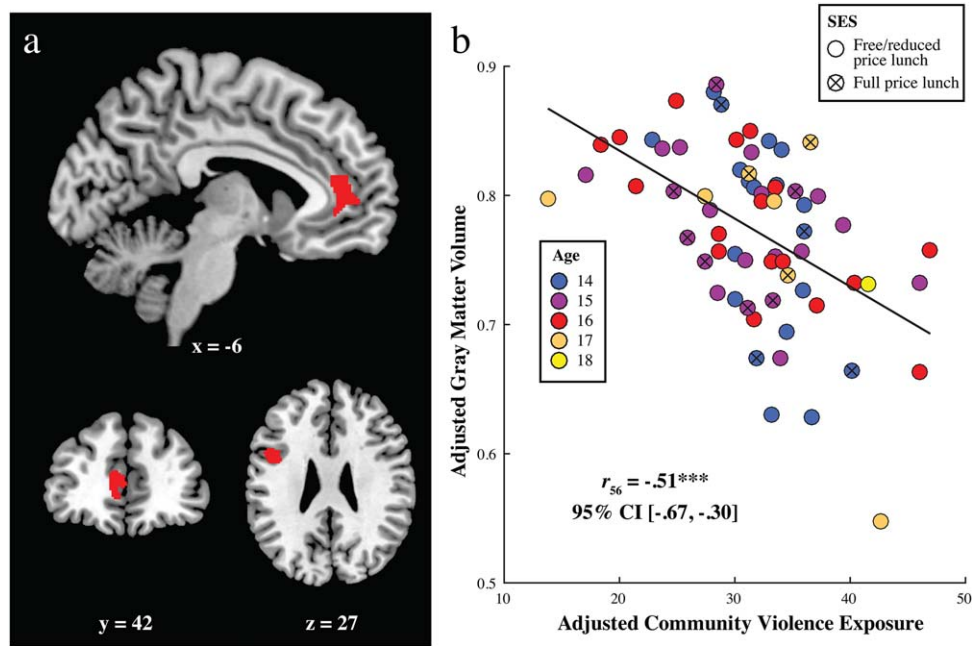 a
x = -6
y = 42
z = 27
b
SES
Free/reduced
price lunch
Full price lunch
0.9
0.8
0.7
0.6
0.5
Adjusted Gray Matter Volume
Age
14
15
16
17
18
r56 = -.51***
95% CI [-.67, -.30]
10
20
30
40
50
Adjusted Community Violence Exposure